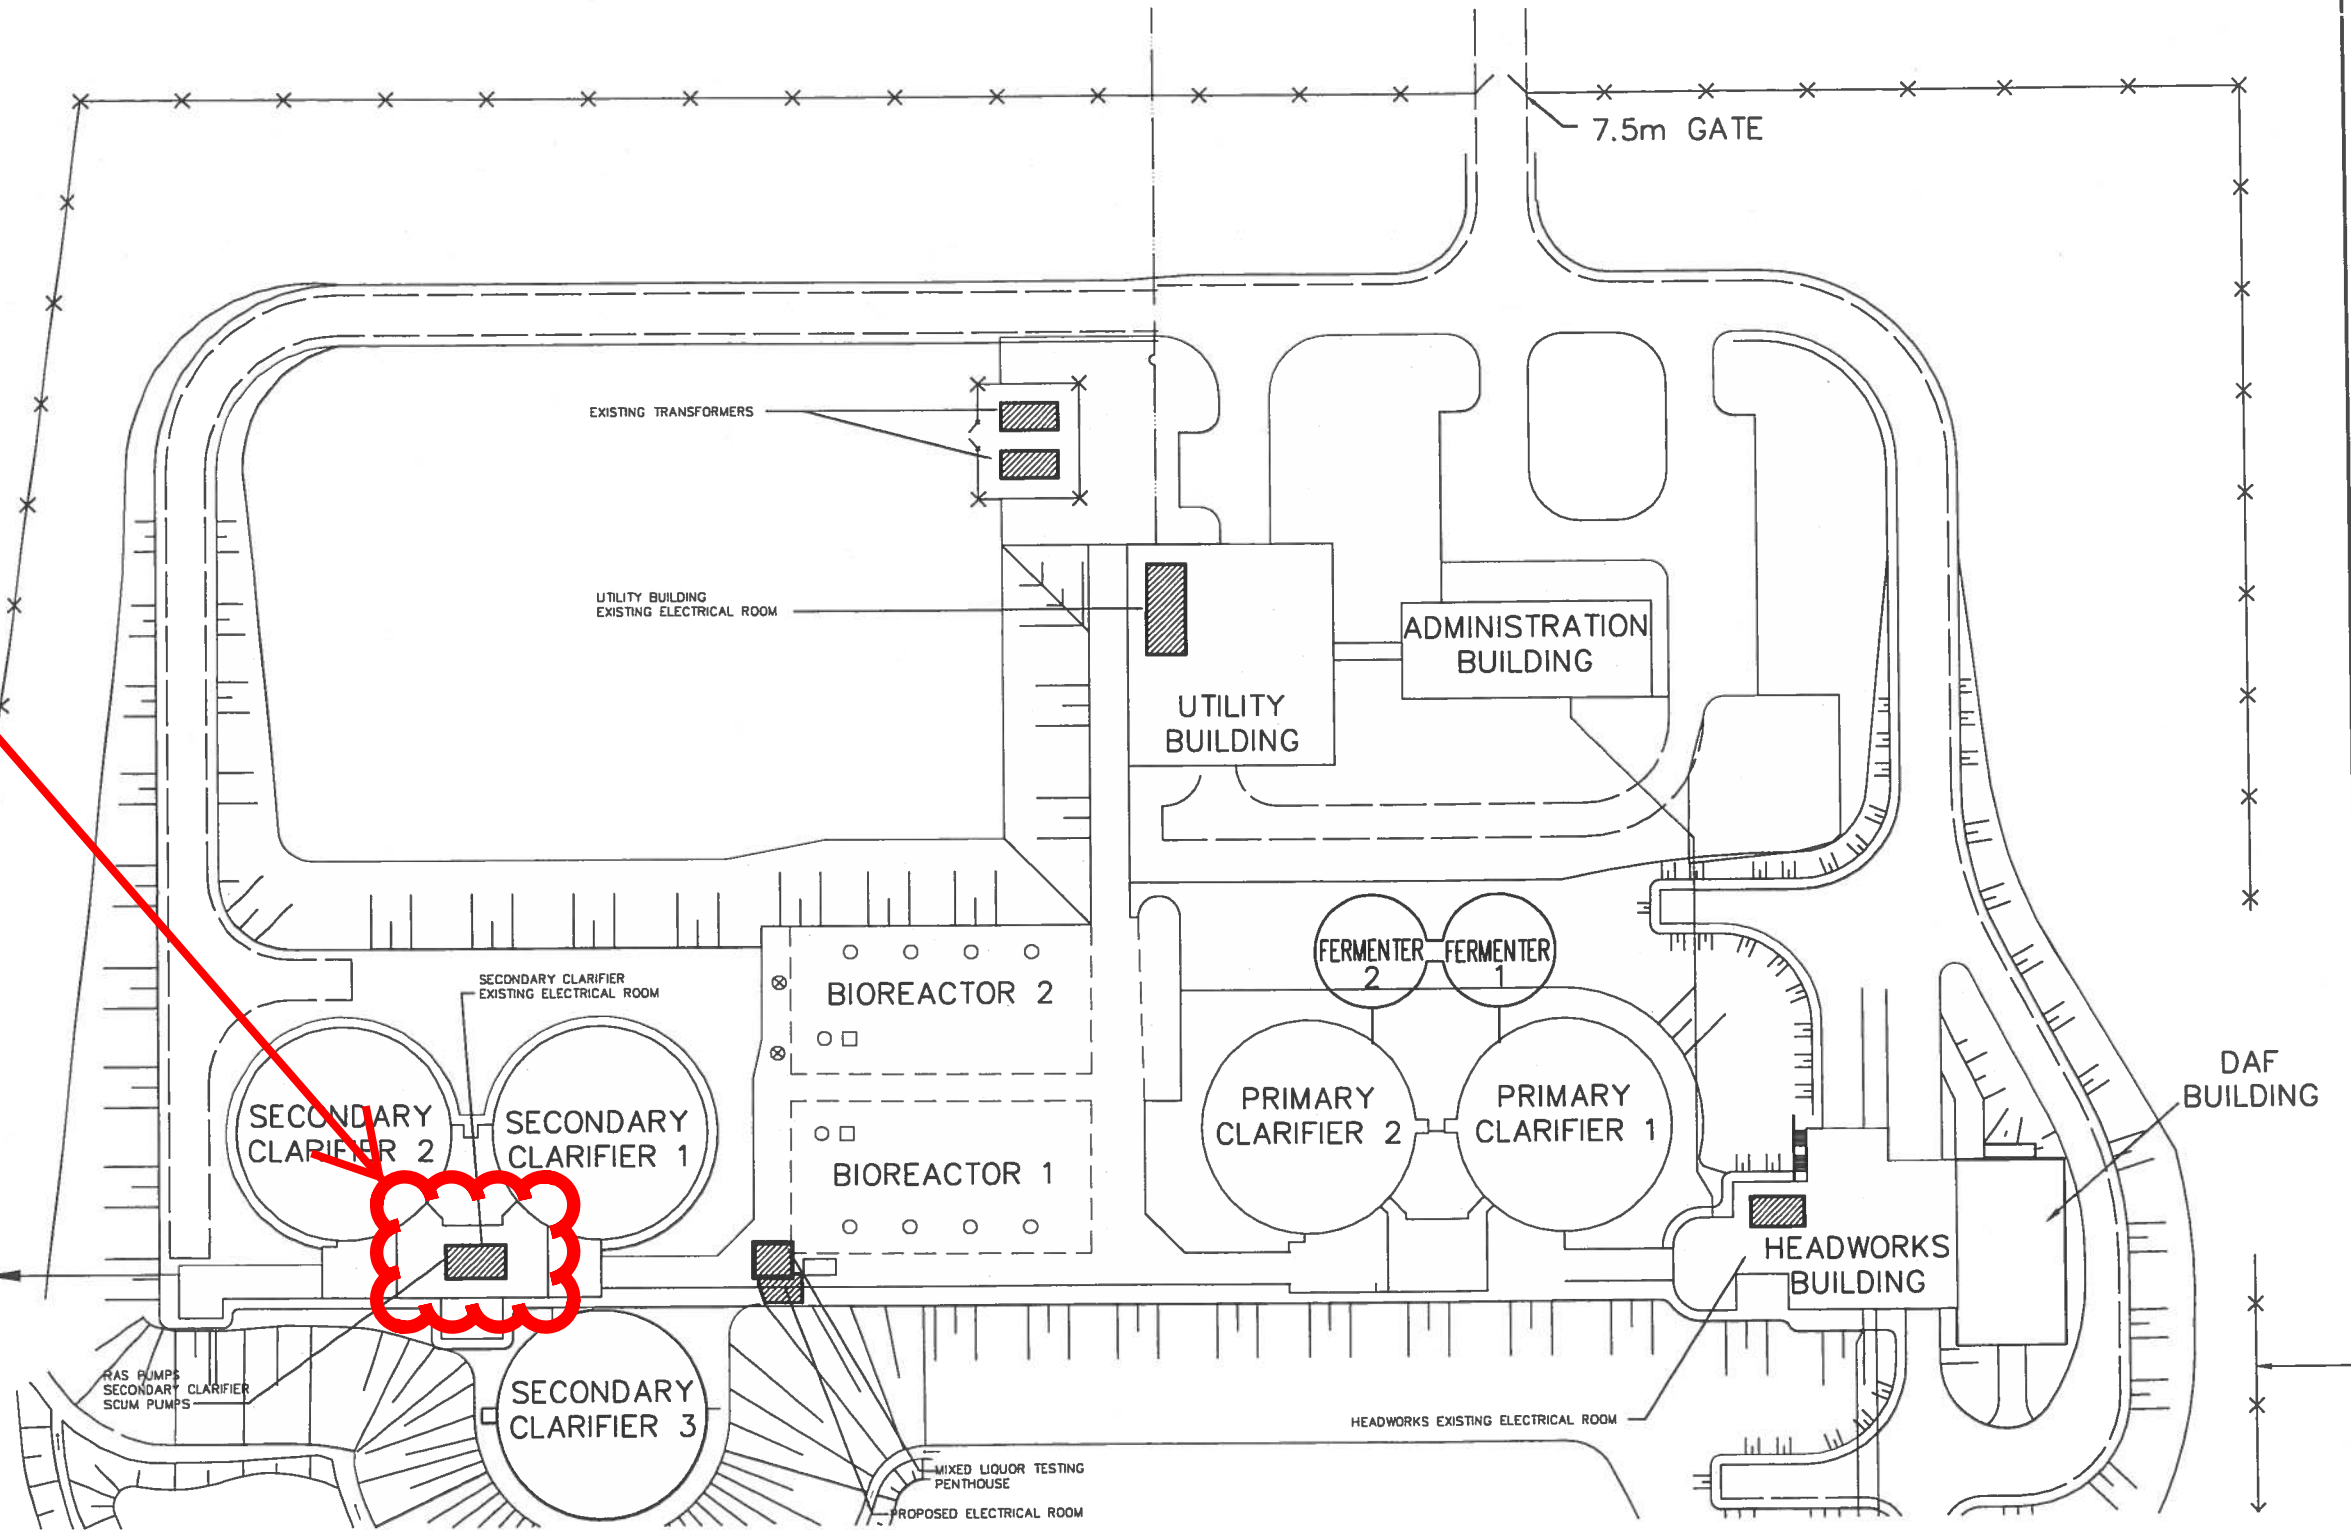 7.5m GATE
EXISTING TRANSFORMERS
UTILITY BUILDING
EXISTING ELECTRICAL ROOM
ADMINISTRATION
BUILDING
UTILITY
BUILDING
FERMENTER
2
FERMENTER
1
SECONDARY CLARIFIER
EXISTING ELECTRICAL ROOM
BIOREACTOR 2
SECONDARY
CLARIFIER 2
SECONDARY
CLARIFIER 1
BIOREACTOR 1
PRIMARY
CLARIFIER 2
PRIMARY
CLARIFIER 1
DAF
BUILDING
HEADWORKS
BUILDING
RAS PUMPS
SECONDARY CLARIFIER
SCUM PUMPS
SECONDARY
CLARIFIER 3
HEADWORKS EXISTING ELECTRICAL ROOM
MIXED LIQUOR TESTING
PENTHOUSE
PROPOSED ELECTRICAL ROOM